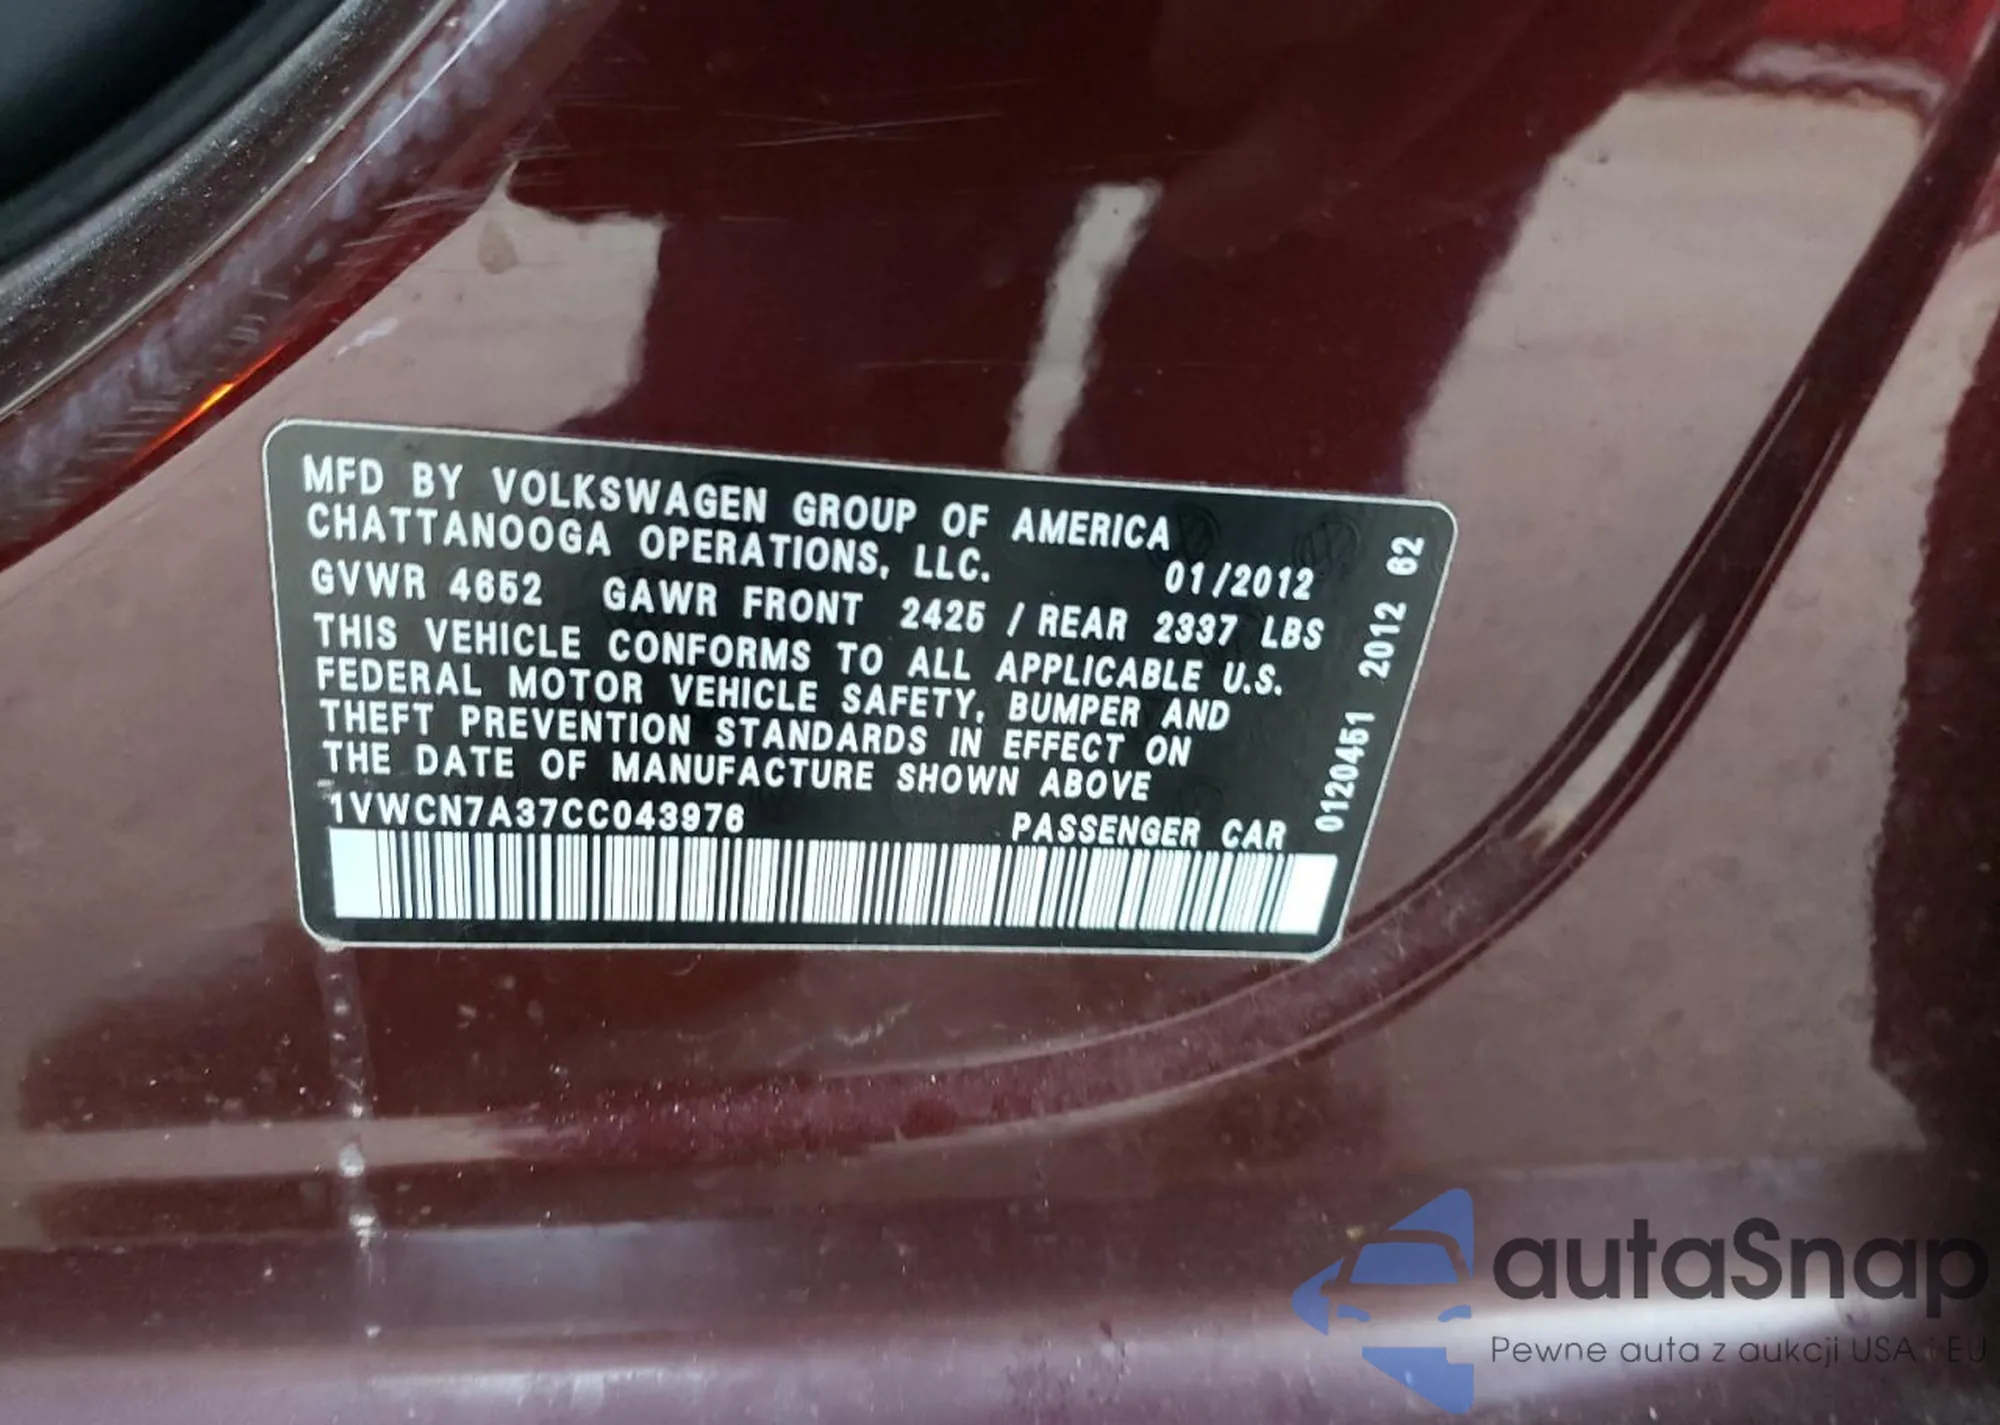 MFD BY VOLKSWAGEN GROUP OF AMERICA
CHATTANOOGA OPERATIONS, LLC.
01/2012
GVWR 4652 GAWR FRONT 2425 / REAR 2337 LBS
THIS VEHICLE CONFORMS TO ALL APPLICABLE U.S.
FEDERAL MOTOR VEHICLE SAFETY, BUMPER AND
THEFT PREVENTION STANDARDS IN EFFECT ON
THE DATE OF MANUFACTURE SHOWN ABOVE
1VWCN7A37CC043976 PASSENGER CAR
0120451 2012 62
autaSnap
Pewne auta z aukcji USA i EU